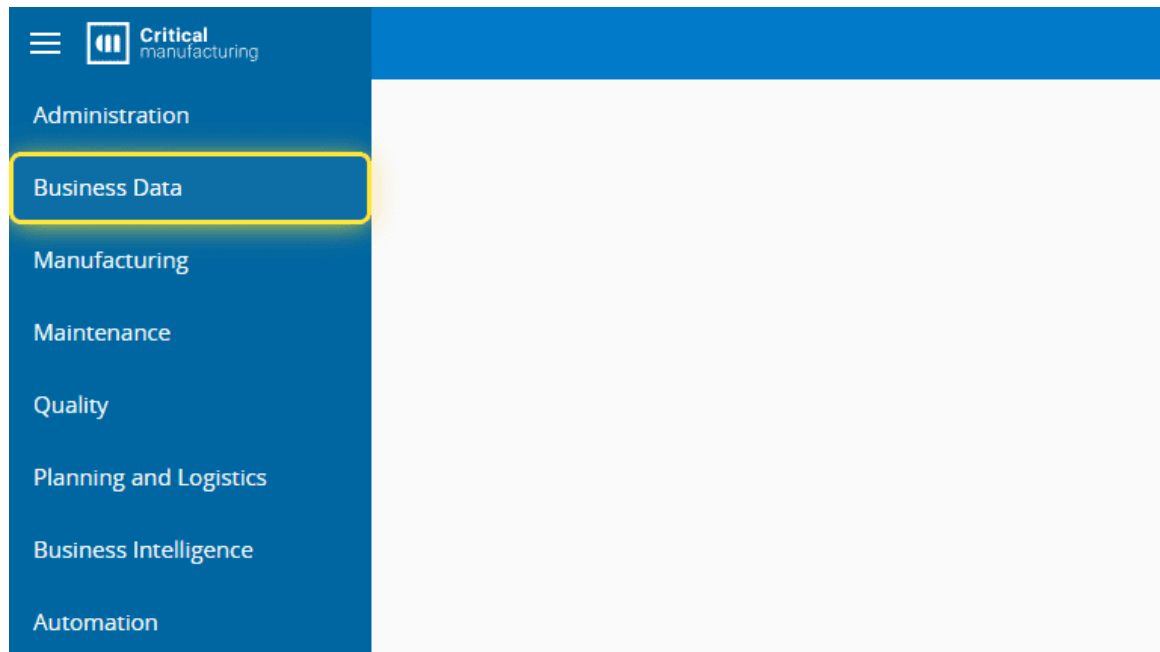 Critical
manufacturing
Administration
Business Data
Manufacturing
Maintenance
Quality
Planning and Logistics
Business Intelligence
Automation